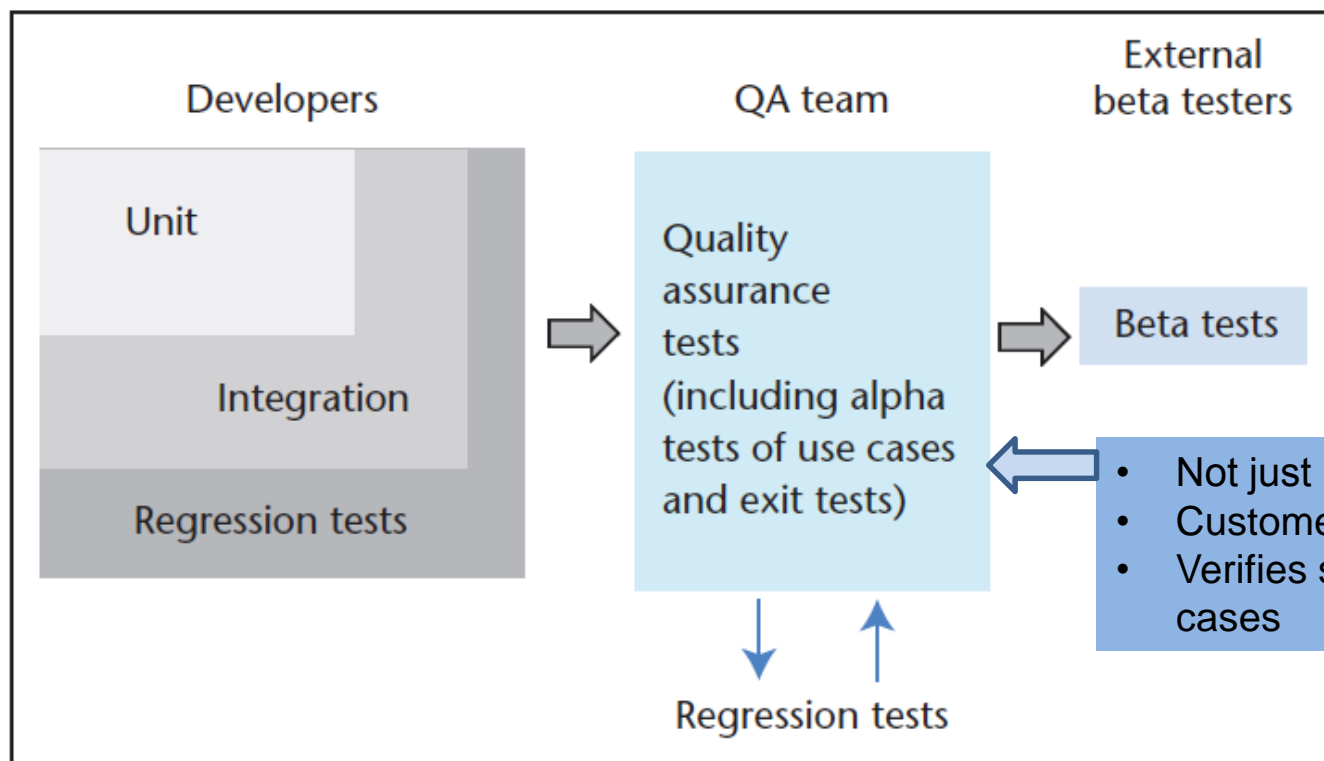 Developers
QA team
External
beta testers
Unit
Integration
Regression tests
Quality
assurance
tests
(including alpha
tests of use cases
and exit tests)
Beta tests
• Not just
• Custome
• Verifies s
cases
Regression tests